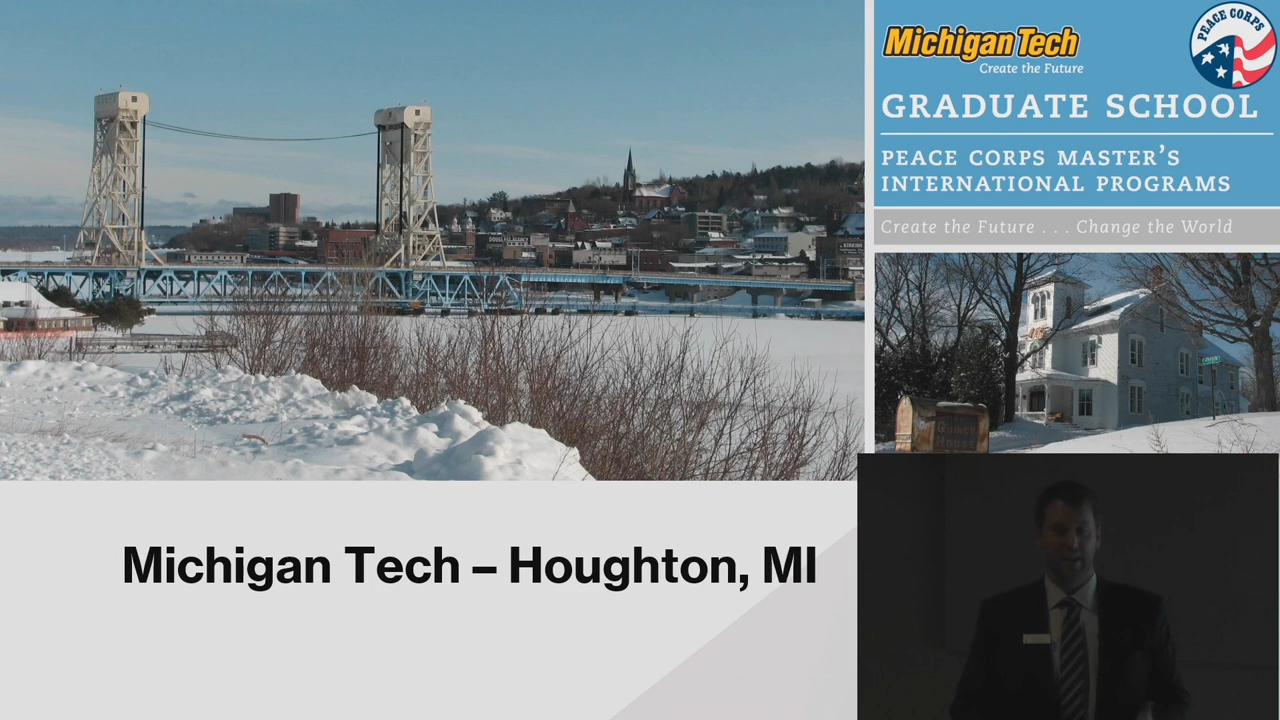 Michigan Tech
Create the Future
PEACE CORPS
GRADUATE SCHOOL
PEACE CORPS MASTER'S
INTERNATIONAL PROGRAMS
Create the Future . . . Change the World
House
Michigan Tech – Houghton, MI